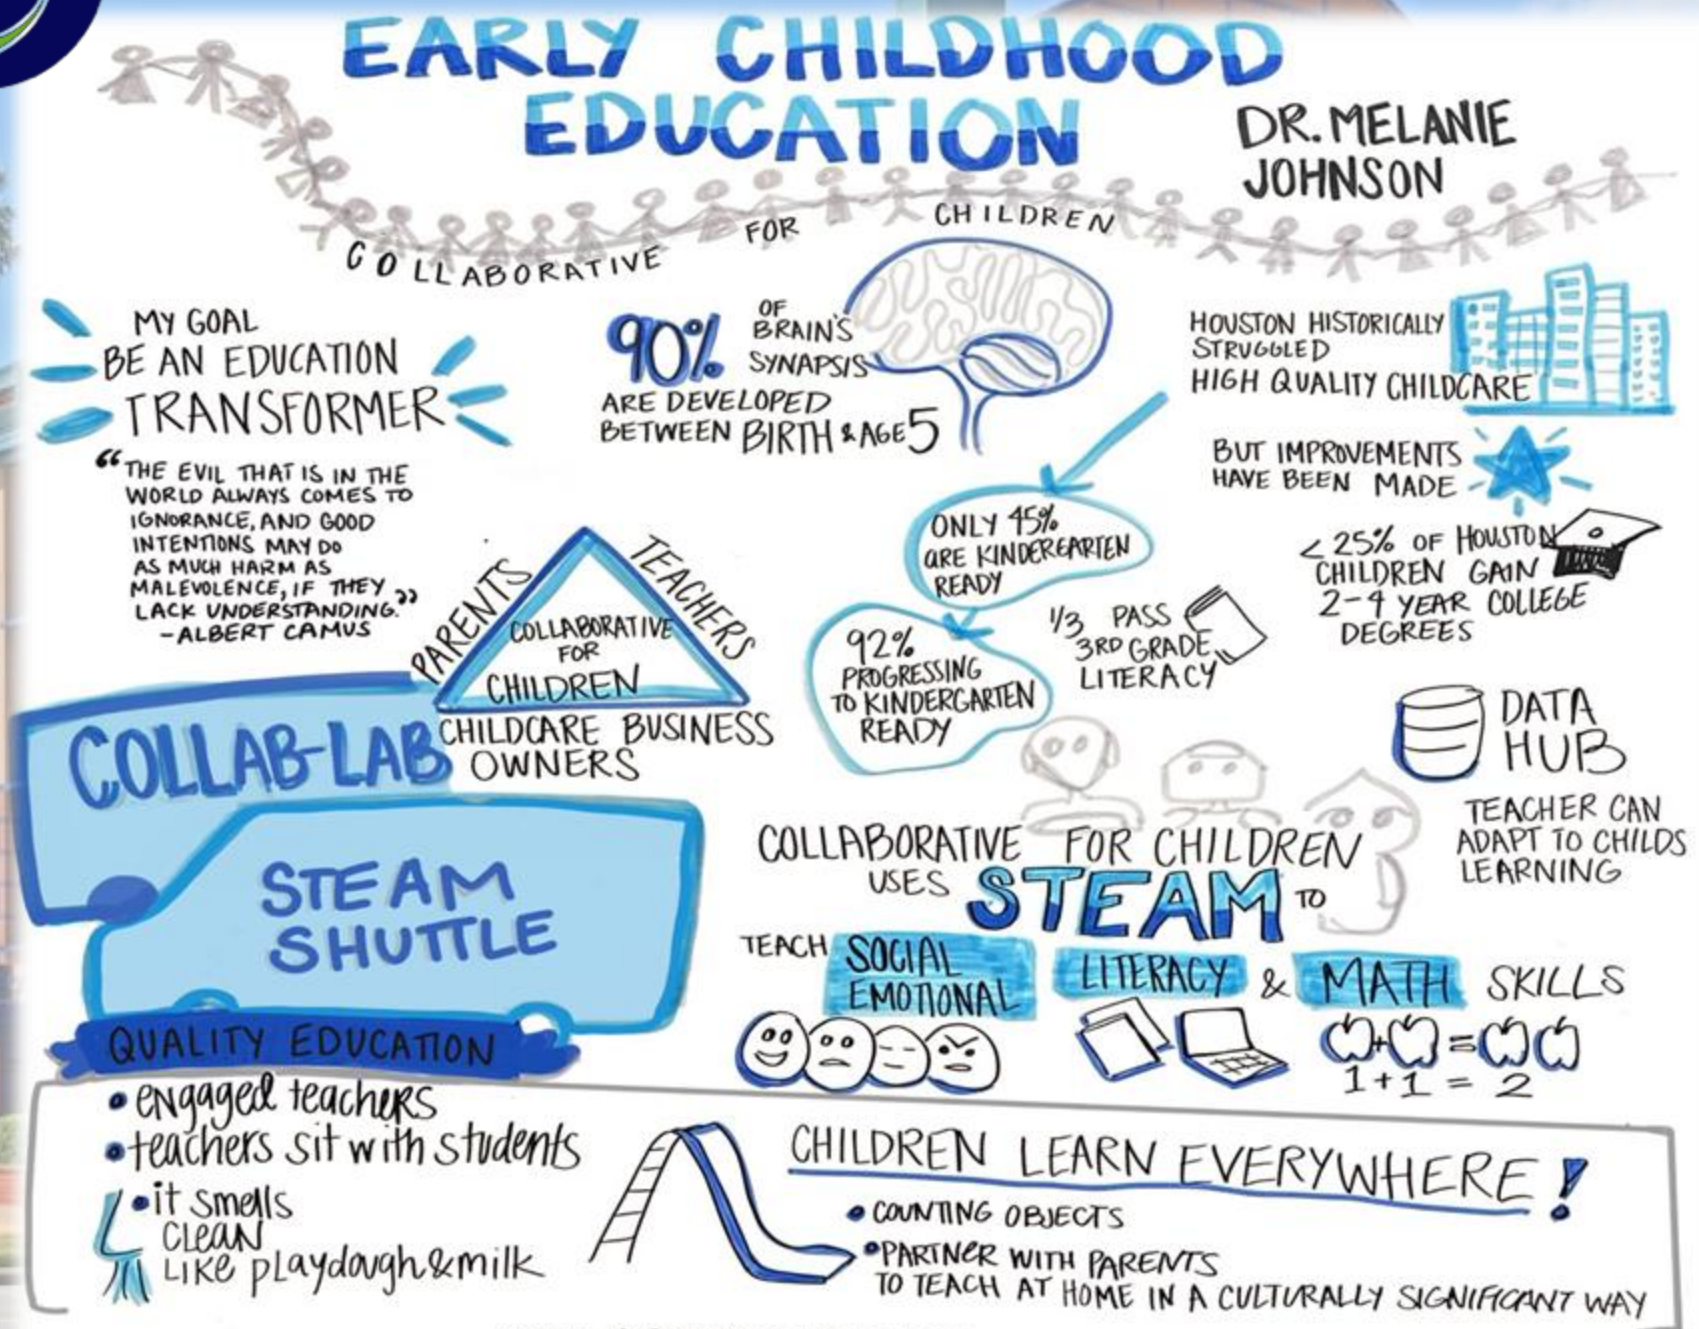 EARLY CHILDHOOD
EDUCATION
DR. MELANIE
JOHNSON
COLLABORATIVE FOR CHILDREN
MY GOAL
BE AN EDUCATION
TRANSFORMER
“THE EVIL THAT IS IN THE
WORLD ALWAYS COMES TO
IGNORANCE, AND GOOD
INTENTIONS MAY DO
AS MUCH HARM AS
MALEVOLENCE, IF THEY
LACK UNDERSTANDING.”
-ALBERT CAMUS
90% OF
BRAIN'S
SYNAPSIS
ARE DEVELOPED
BETWEEN BIRTH & AGE 5
HOUSTON HISTORICALLY
STRUGGLED
HIGH QUALITY CHILDCARE
BUT IMPROVEMENTS
HAVE BEEN MADE
ONLY 45%
ARE KINDERGARTEN
READY
92%
PROGRESSING
TO KINDERGARTEN
READY
1/3 PASS
3RD GRADE
LITERACY
< 25% OF HOUSTON
CHILDREN GAIN
2-4 YEAR COLLEGE
DEGREES
PARENTS
TEACHERS
COLLABORATIVE
FOR
CHILDREN
CHILDCARE BUSINESS
OWNERS
COLLAB-LAB
STEAM
SHUTTLE
DATA
HUB
TEACHER CAN
ADAPT TO CHILDS
LEARNING
COLLABORATIVE FOR CHILDREN
USES STEAM TO
TEACH SOCIAL
EMOTIONAL
LITERACY & MATH SKILLS
1+1 = 2
QUALITY EDUCATION
• engaged teachers
• teachers sit with students
• it smells
clean
like playdough & milk
CHILDREN LEARN EVERYWHERE!
• COUNTING OBJECTS
• PARTNER WITH PARENTS
TO TEACH AT HOME IN A CULTURALLY SIGNIFICANT WAY